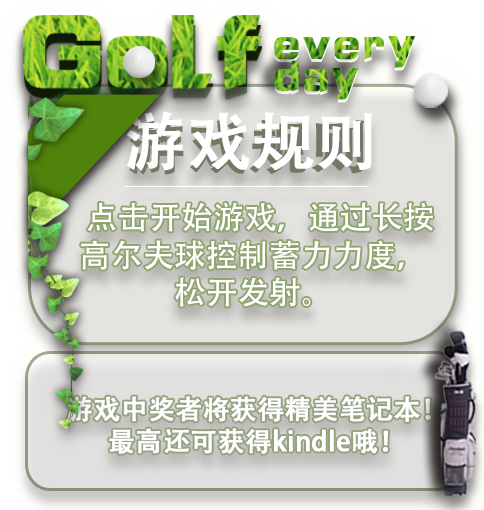 Golf every
day
游戏规则
点击开始游戏，通过长按
高尔夫球控制蓄力力度，
松开发射。
游戏中奖者将获得精美笔记本！
最高还可获得kindle哦！